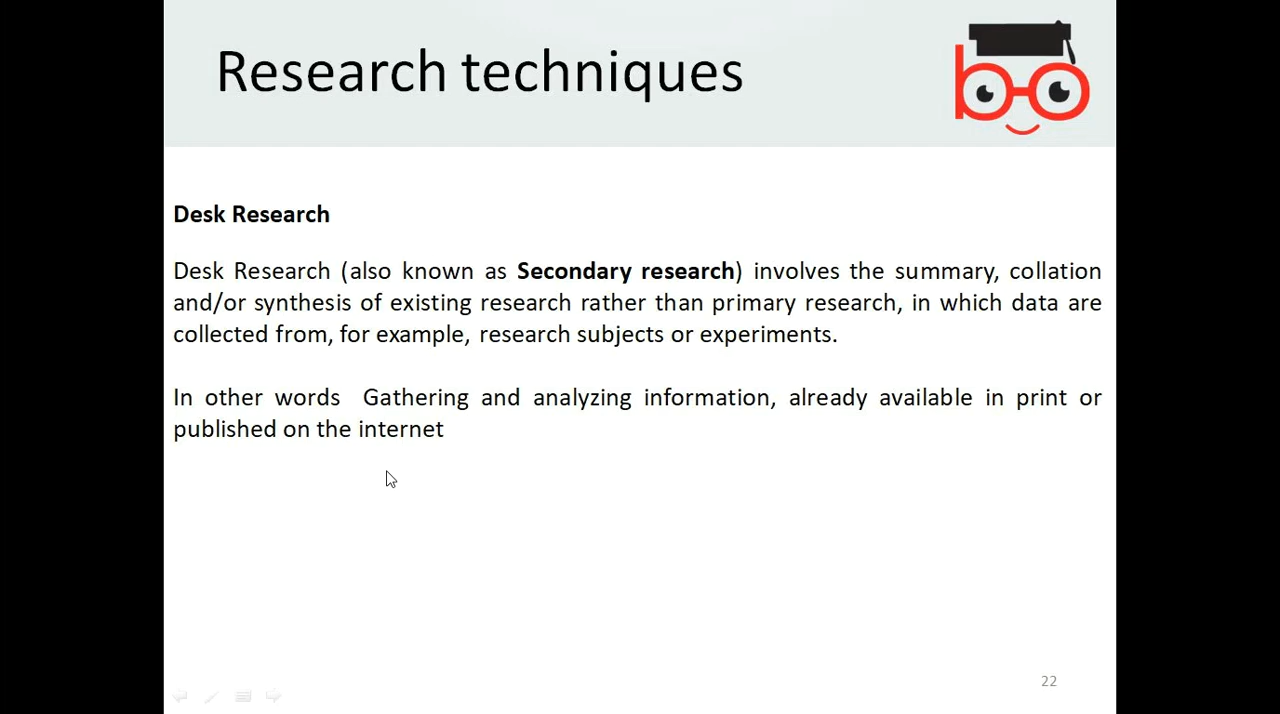 Research techniques
Desk Research
Desk Research (also known as Secondary research) involves the summary, collation
and/or synthesis of existing research rather than primary research, in which data are
collected from, for example, research subjects or experiments.
In other words  Gathering and analyzing information, already available in print or
published on the internet
22